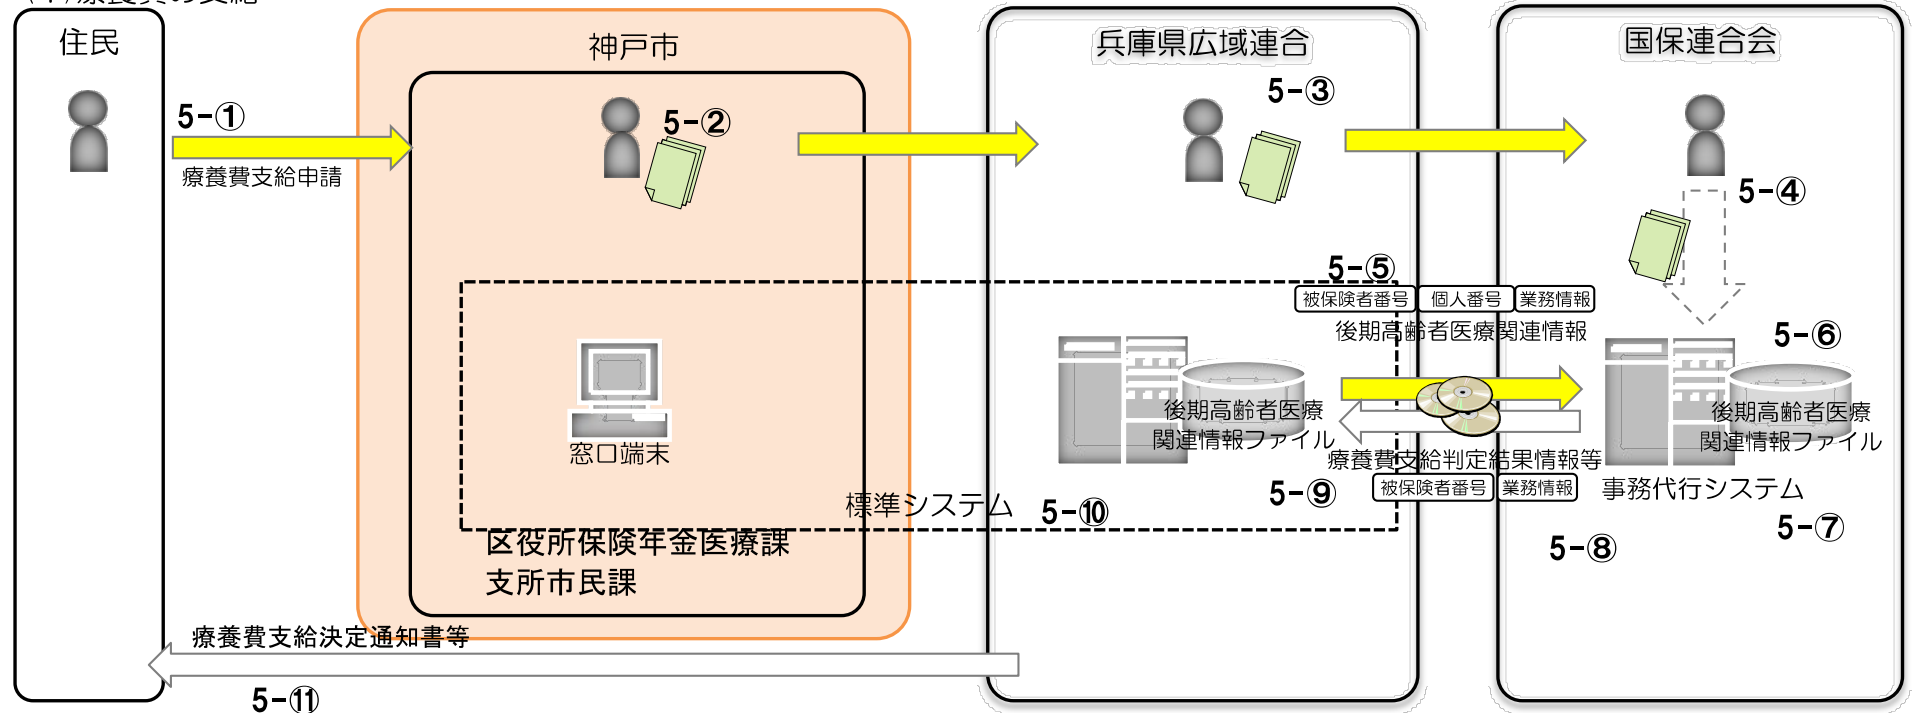 療養費の支給
住民
神戸市
兵庫県広域連合
国保連合会
5-①
療養費支給申請
5-②
5-③
5-④
5-⑤
被保険者番号 個人番号 業務情報
後期高齢者医療関連情報
5-⑥
窓口端末
後期高齢者医療
関連情報ファイル
後期高齢者医療
関連情報ファイル
療養費支給判定結果情報等
被保険者番号 業務情報
事務代行システム
標準システム
5-⑩
5-⑨
5-⑧
5-⑦
区役所保険年金医療課
支所市民課
療養費支給決定通知書等
5-⑪